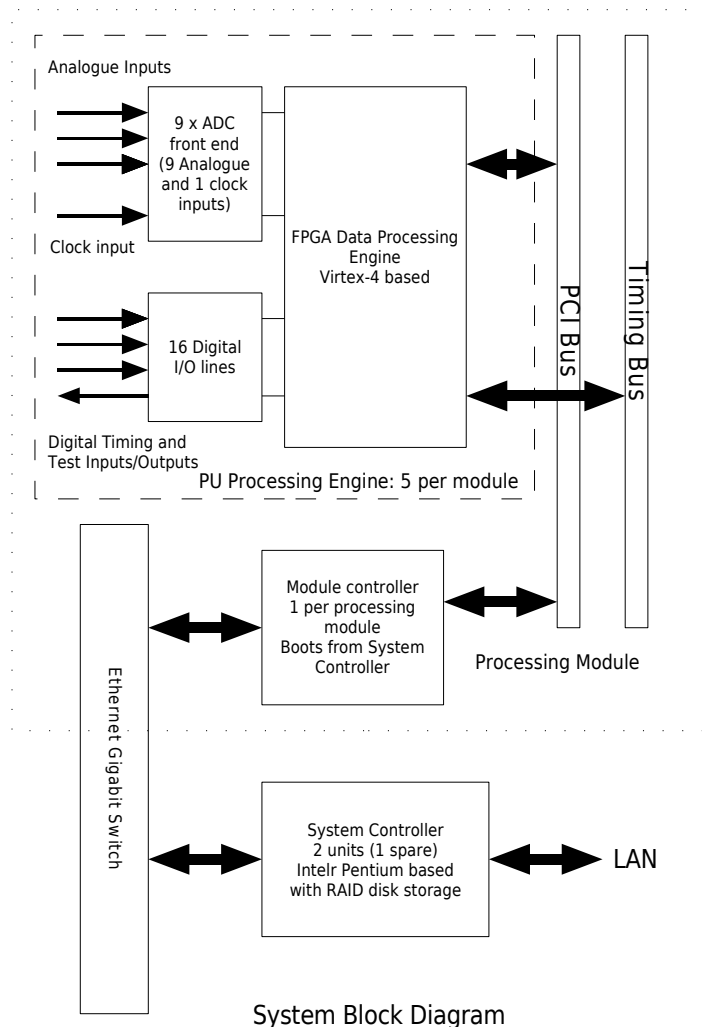 Analogue Inputs
9 x ADC
front end
(9 Analogue
and 1 clock
inputs)
Clock input
FPGA Data Processing
Engine
Virtex-4 based
16 Digital
I/O lines
Digital Timing and
Test Inputs/Outputs
PU Processing Engine: 5 per module
PCI Bus
Timing Bus
Module controller
1 per processing
module
Boots from System
Controller
Processing Module
Ethernet Gigabit Switch
System Controller
2 units (1 spare)
Intelr Pentium based
with RAID disk storage
LAN
System Block Diagram